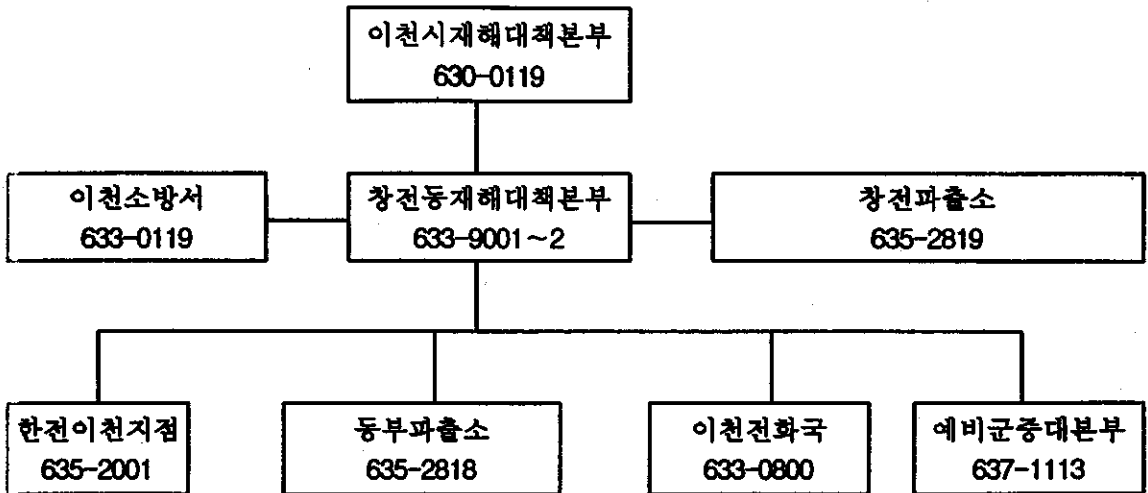 이천시재해대책본부
630-0119
이천소방서
633-0119
창전동재해대책본부
633-9001~2
창전파출소
635-2819
한전이천지점
635-2001
동부파출소
635-2818
이천전화국
633-0800
예비군중대본부
637-1113